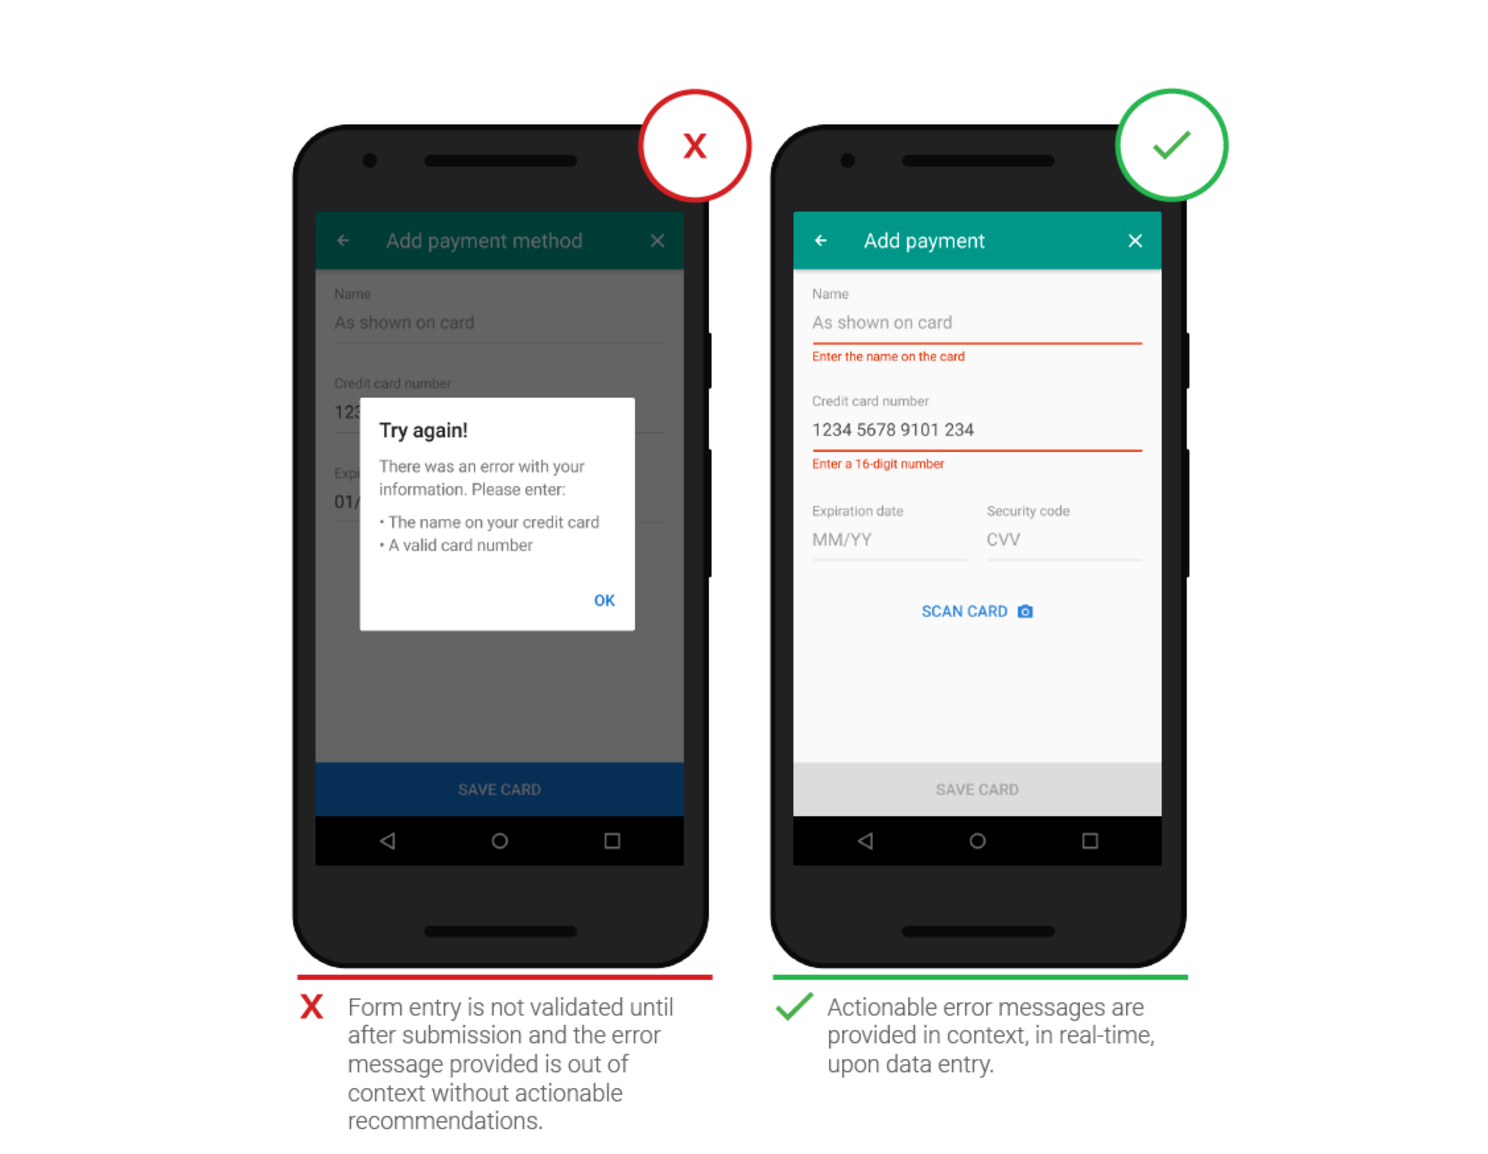 X
Add payment method
Name
As shown on card
Credit card number
123
Expi
01/
Try again!
There was an error with your
information. Please enter:
• The name on your credit card
• A valid card number
OK
SAVE CARD
Add payment
Name
As shown on card
Enter the name on the card
Credit card number
1234 5678 9101 234
Enter a 16-digit number
Expiration date
Security code
MM/YY
CVV
SCAN CARD
SAVE CARD
X
Form entry is not validated until
after submission and the error
message provided is out of
context without actionable
recommendations.
Actionable error messages are
provided in context, in real-time,
upon data entry.